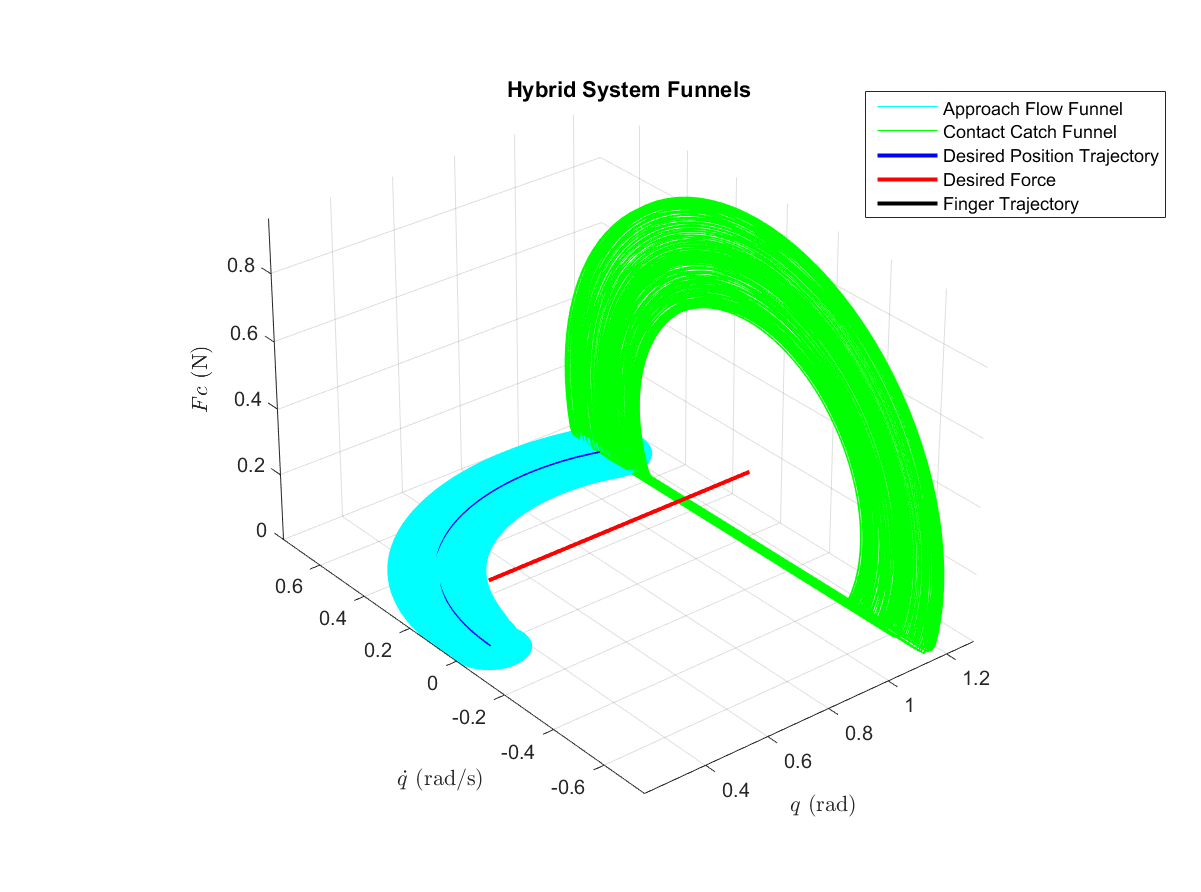 Hybrid System Funnels
Approach Flow Funnel
Contact Catch Funnel
Desired Position Trajectory
Desired Force
Finger Trajectory
0.8
0.6
0.4
0.2
0
Fc (N)
0.6
0.4
0.2
0
-0.2
-0.4
-0.6
q̇ (rad/s)
0.4
0.6
0.8
1
1.2
q (rad)